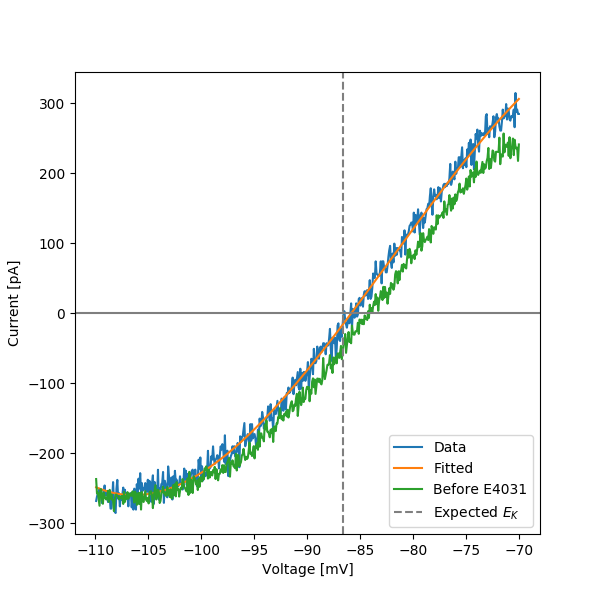 300
200
100
0
−100
−200
−300
Current [pA]
Data
Fitted
Before E4031
Expected E_K
−110
−105
−100
−95
−90
−85
−80
−75
−70
Voltage [mV]